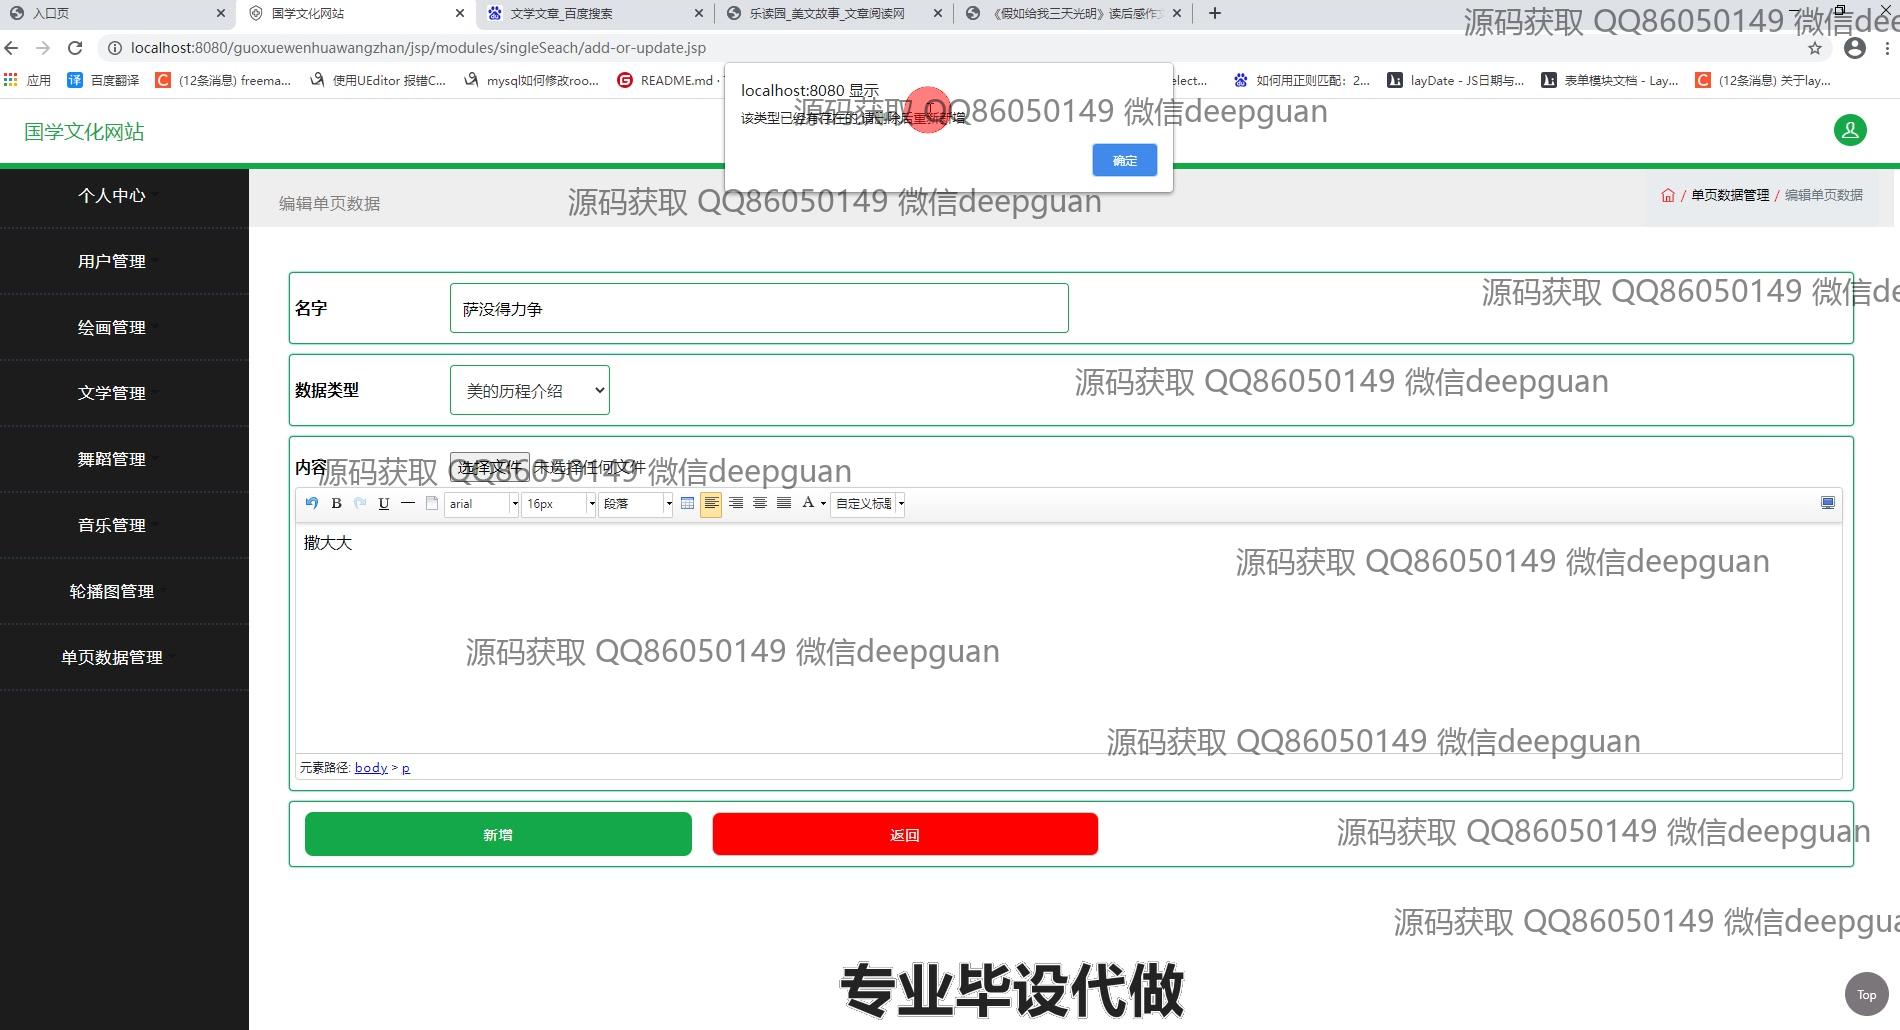 入口页
国学文化网站
文学文章_百度搜索
乐读园_美文故事_文章阅读网
《假如给我三天光明》读后感作文
源码获取 QQ86050149 微信dee
localhost:8080/guoxuewenhuawangzhan/jsp/modules/singleSeach/add-or-update.jsp
应用
百度翻译
(12条消息) freema...
使用UEditor 报错C...
mysql如何修改roo...
README.md ·
elect...
如何用正则匹配：2...
layDate - JS日期与...
表单模块文档 - Lay...
(12条消息) 关于lay...
localhost:8080 显示
该类型已经有存在的,请删除后重新新增
源码获取 QQ86050149 微信deepguan
确定
国学文化网站
个人中心
用户管理
绘画管理
文学管理
舞蹈管理
音乐管理
轮播图管理
单页数据管理
编辑单页数据
源码获取 QQ86050149 微信deepguan
/ 单页数据管理 / 编辑单页数据
源码获取 QQ86050149 微信de
名字
萨没得力争
数据类型
美的历程介绍
源码获取 QQ86050149 微信deepguan
内容
选择文件 未选择任何文件
源码获取 QQ86050149 微信deepguan
B U arial 16px 段落 A 自定义标题
撒大大
源码获取 QQ86050149 微信deepguan
源码获取 QQ86050149 微信deepguan
源码获取 QQ86050149 微信deepguan
元素路径: body > p
新增
返回
源码获取 QQ86050149 微信deepguan
源码获取 QQ86050149 微信deepgua
专业毕设代做
Top